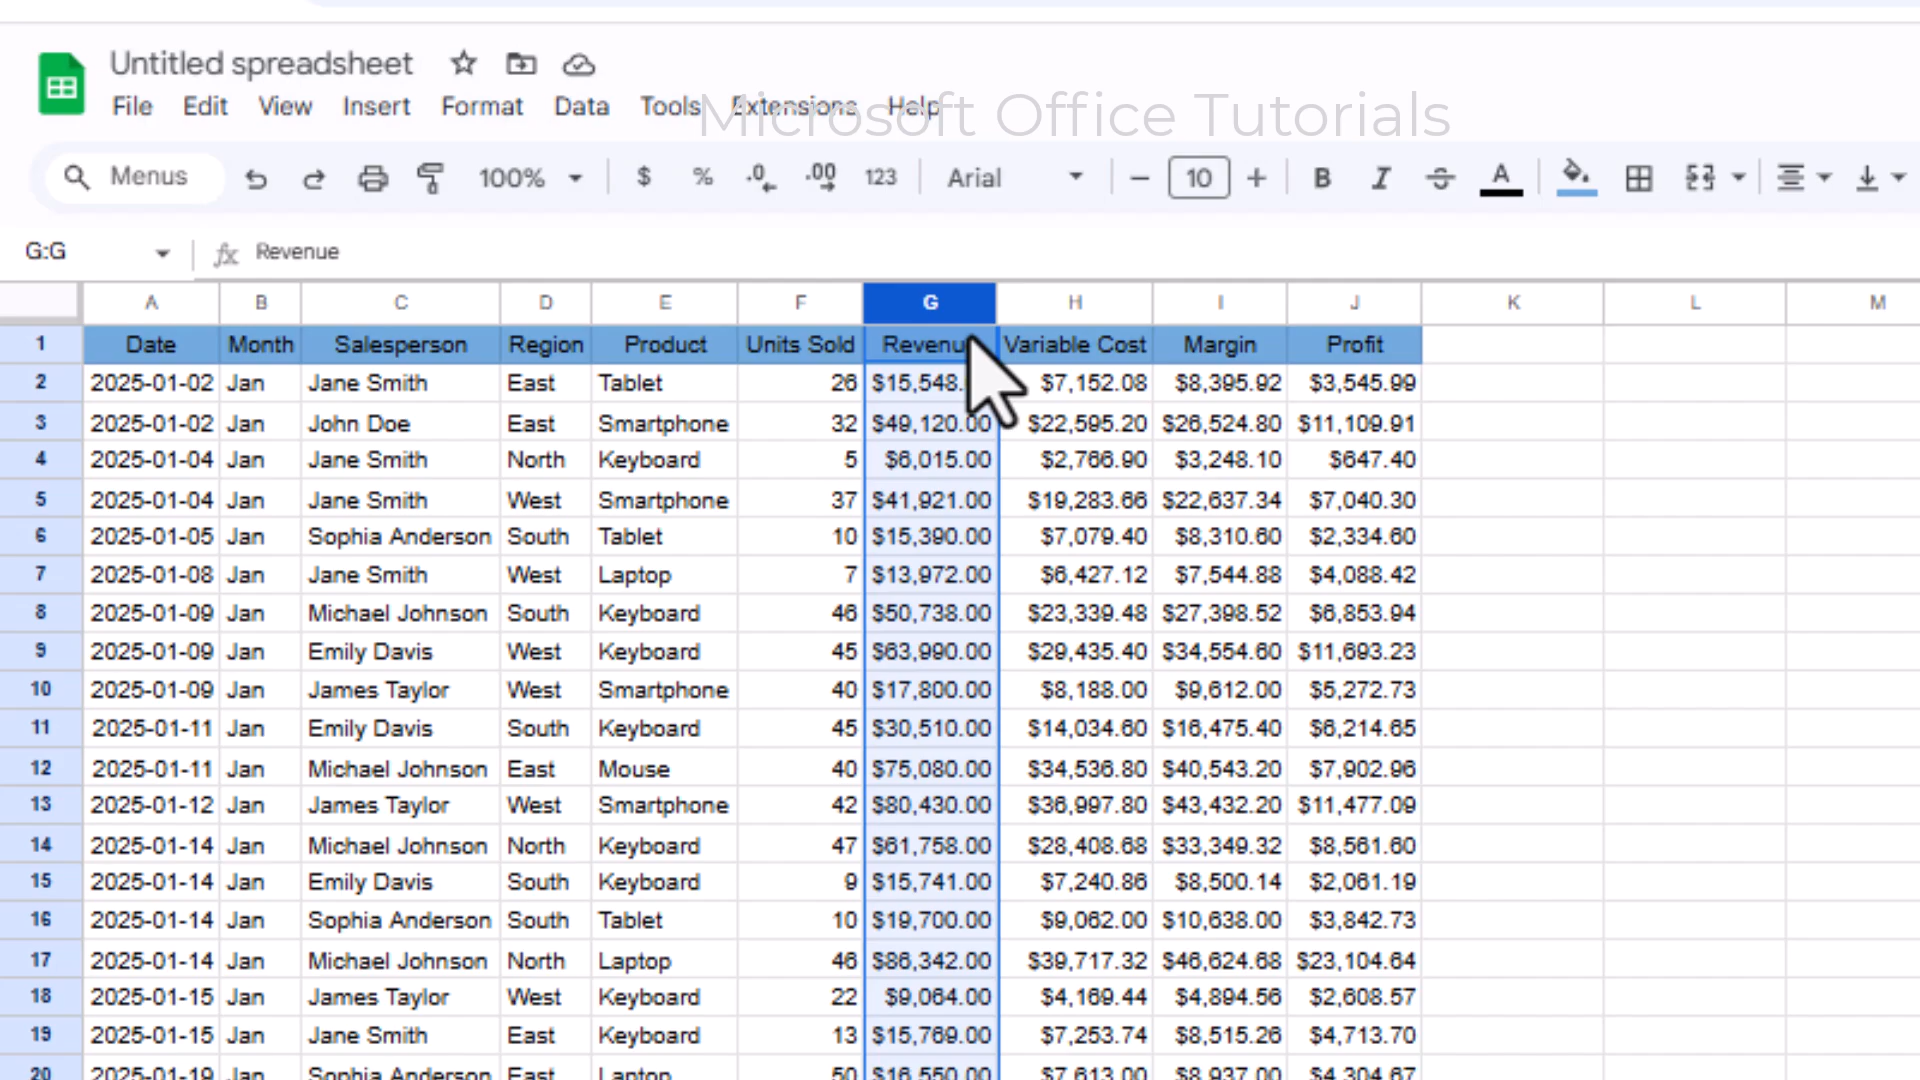 Untitled spreadsheet
File Edit View Insert Format Data Tools Extensions Help
Microsoft Office Tutorials
Menus 100% $ % .0 .00 123 Arial - 10 + B I S A
G:G fx Revenue
A B C D E F G H I J K L M
1 Date Month Salesperson Region Product Units Sold Variable Cost Margin Profit
2 2025-01-02 Jan Jane Smith East Tablet 26 $15,548. $7,152.08 $8,395.92 $3,545.99
3 2025-01-02 Jan John Doe East Smartphone 32 $49,120.00 $22,595.20 $26,524.80 $11,109.91
4 2025-01-04 Jan Jane Smith North Keyboard 5 $6,015.00 $2,766.90 $3,248.10 $647.40
5 2025-01-04 Jan Jane Smith West Smartphone 37 $41,921.00 $19,283.66 $22,637.34 $7,040.30
6 2025-01-05 Jan Sophia Anderson South Tablet 10 $15,390.00 $7,079.40 $8,310.60 $2,334.60
7 2025-01-08 Jan Jane Smith West Laptop 7 $13,972.00 $6,427.12 $7,544.88 $4,088.42
8 2025-01-09 Jan Michael Johnson South Keyboard 46 $50,738.00 $23,339.48 $27,398.52 $6,853.94
9 2025-01-09 Jan Emily Davis West Keyboard 45 $63,990.00 $29,435.40 $34,554.60 $11,693.23
10 2025-01-09 Jan James Taylor West Smartphone 40 $17,800.00 $8,188.00 $9,612.00 $5,272.73
11 2025-01-11 Jan Emily Davis South Keyboard 45 $30,510.00 $14,034.60 $16,475.40 $6,214.65
12 2025-01-11 Jan Michael Johnson East Mouse 40 $75,080.00 $34,536.80 $40,543.20 $7,902.96
13 2025-01-12 Jan James Taylor West Smartphone 42 $80,430.00 $36,997.80 $43,432.20 $11,477.09
14 2025-01-14 Jan Michael Johnson North Keyboard 47 $61,758.00 $28,408.68 $33,349.32 $8,561.60
15 2025-01-14 Jan Emily Davis South Keyboard 9 $15,741.00 $7,240.86 $8,500.14 $2,061.19
16 2025-01-14 Jan Sophia Anderson South Tablet 10 $19,700.00 $9,062.00 $10,638.00 $3,842.73
17 2025-01-14 Jan Michael Johnson North Laptop 46 $86,342.00 $39,717.32 $46,624.68 $23,104.64
18 2025-01-15 Jan James Taylor West Keyboard 22 $9,064.00 $4,169.44 $4,894.56 $2,608.57
19 2025-01-15 Jan Jane Smith East Keyboard 13 $15,769.00 $7,253.74 $8,515.26 $4,713.70
20 2025-01-19 Jan Sophia Anderson East Laptop 50 $16,550.00 $7,613.00 $8,937.00 $4,304.67